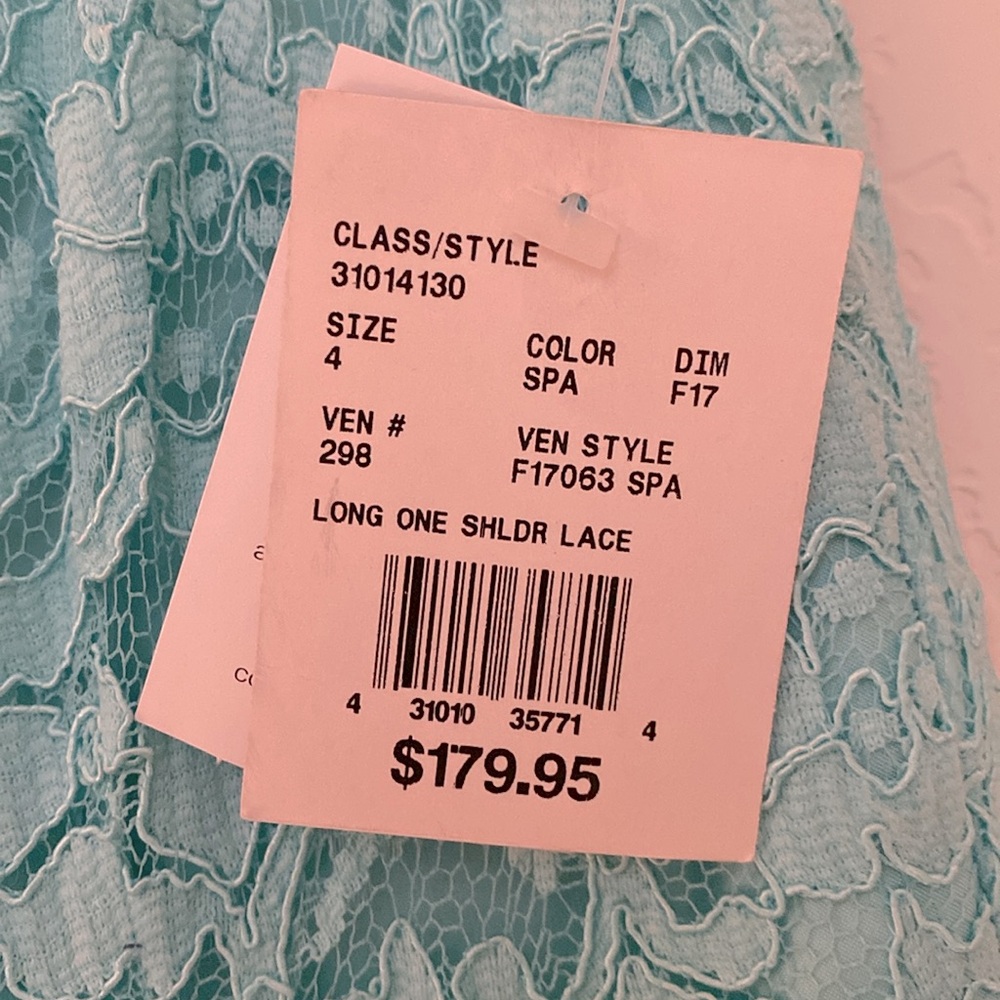 CLASS/STYLE
31014130
SIZE COLOR DIM
4 SPA F17
VEN # VEN STYLE
298 F17063 SPA
LONG ONE SHLDR LACE
4 31010 35771 4
$179.95